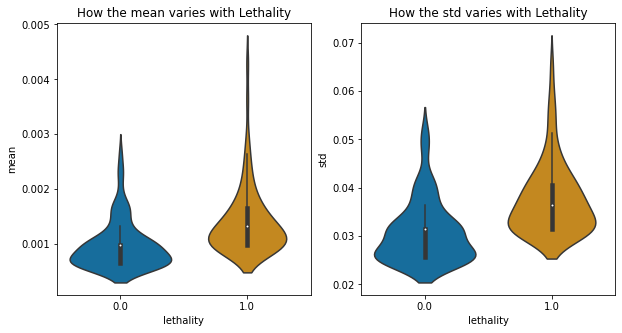 How the mean varies with Lethality
0.005
0.004
0.003
0.002
0.001
mean
0.0
1.0
lethality
How the std varies with Lethality
0.07
0.06
0.05
0.04
0.03
0.02
std
0.0
1.0
lethality